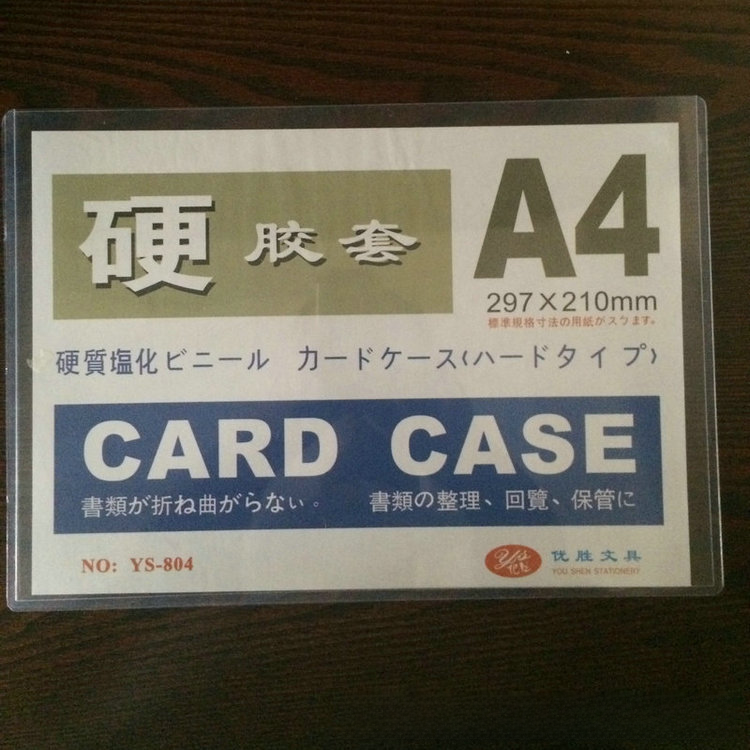 硬胶套
A4
297×210mm
標準規格寸法の用紙がスタます。
硬質塩化ビニール カードケース(ハードタイプ)
CARD CASE
書類が折ね曲がらない。 書類の整理、回覽、保管に
NO: YS-804
优胜文具
YOU SHEN STATIONERY